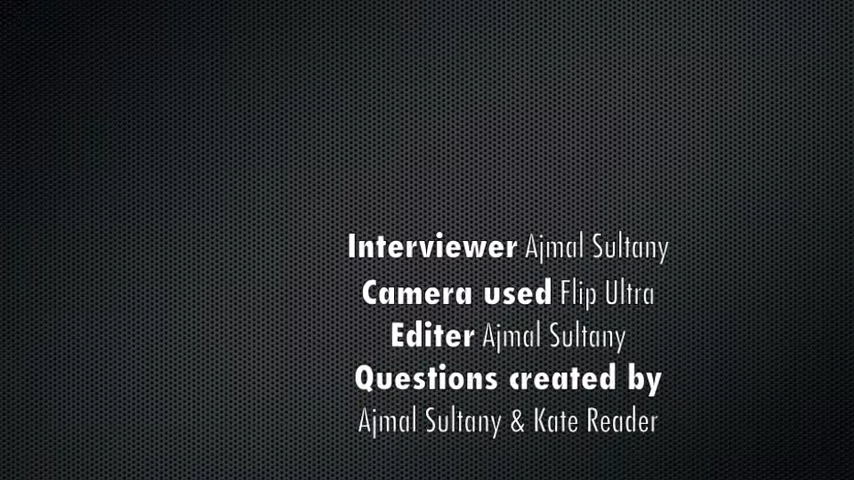 Interviewer Ajmal Sultany
Camera used Flip Ultra
Editer Ajmal Sultany
Questions created by
Ajmal Sultany & Kate Reader